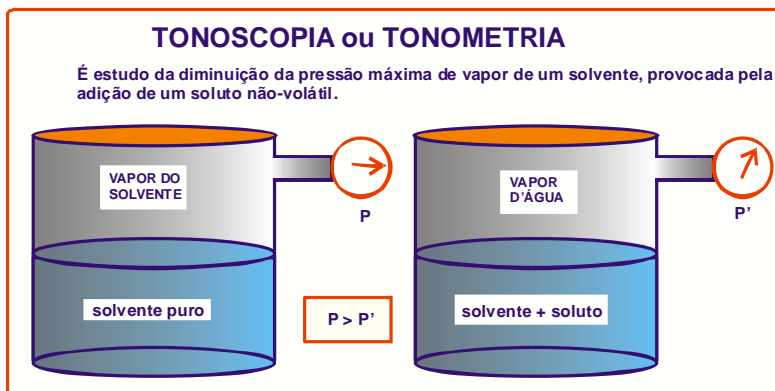 TONOSCOPIA ou TONOMETRIA
É estudo da diminuição da pressão máxima de vapor de um solvente, provocada pela
adição de um soluto não-volátil.
VAPOR DO
SOLVENTE
P
solvente puro
P > P'
VAPOR
D'ÁGUA
P'
solvente + soluto